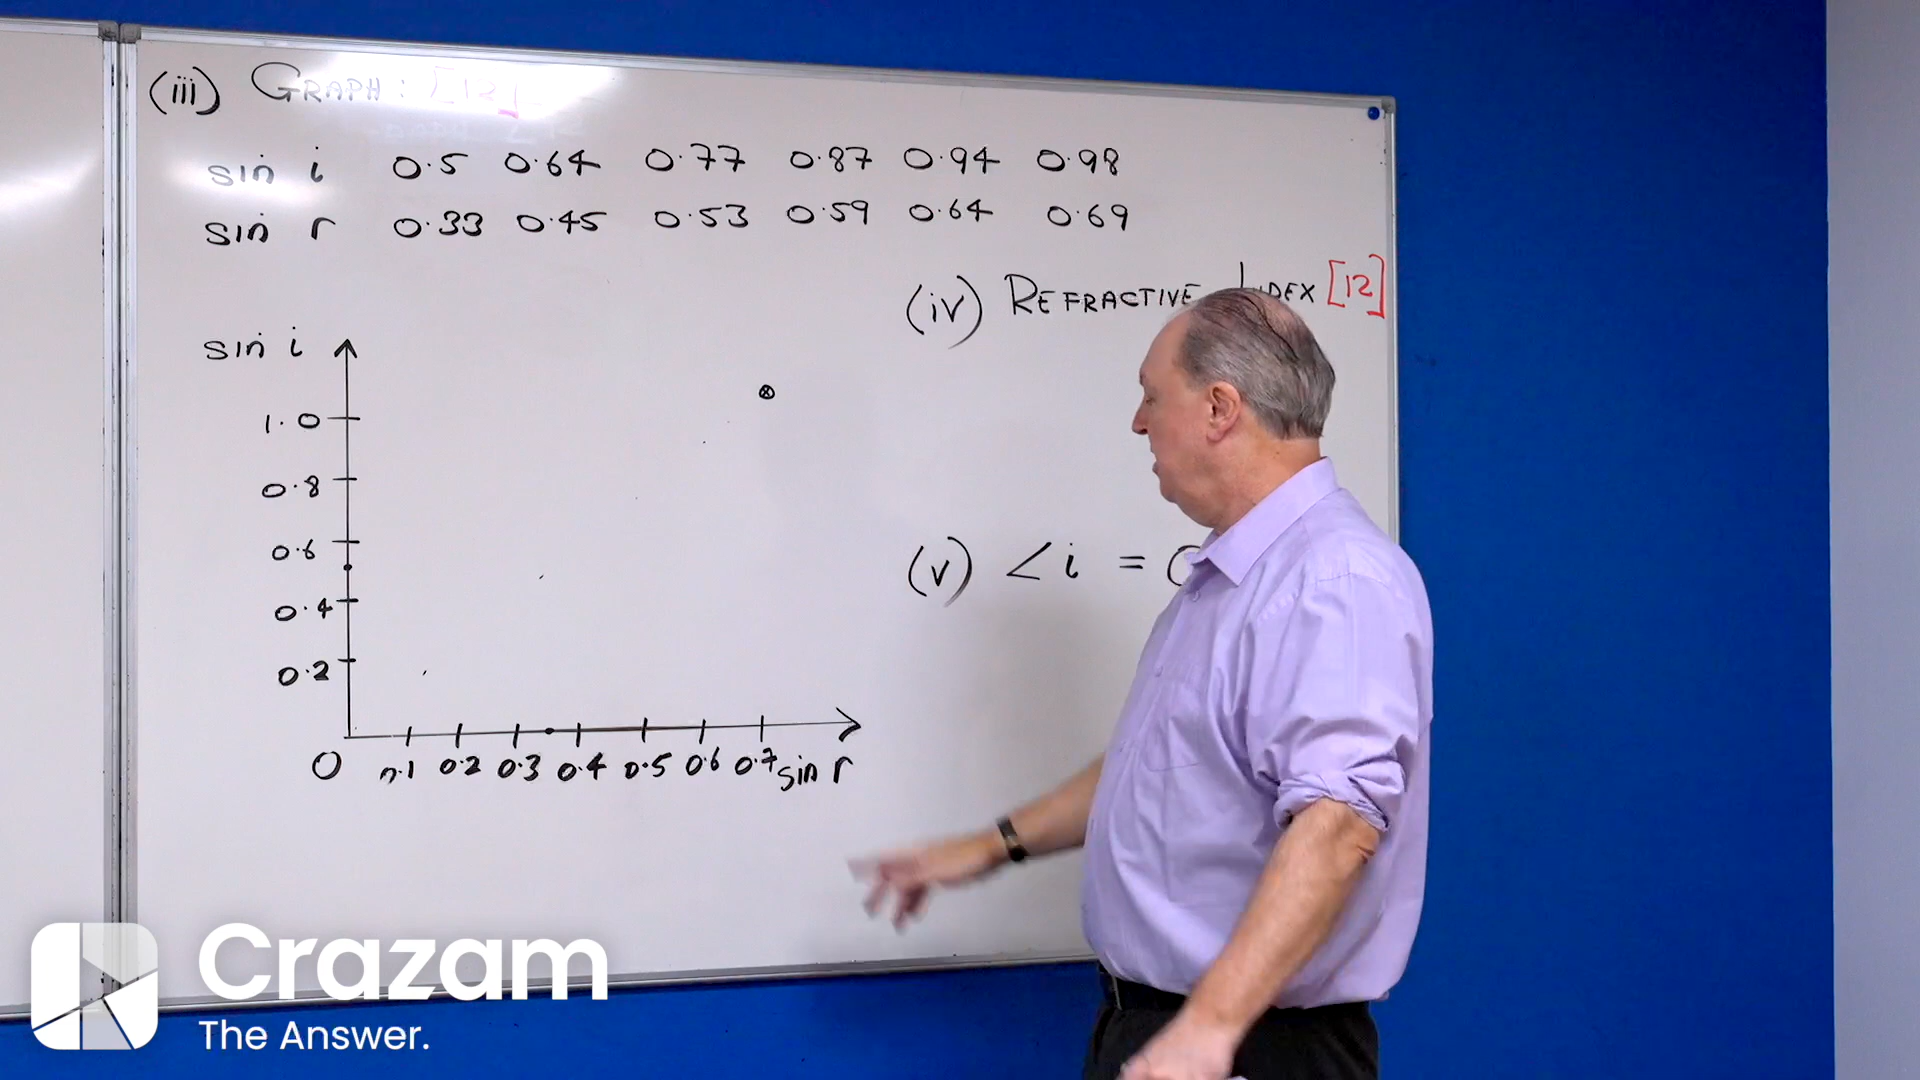 (iii) GRAPH: [12]
sin i 0.5 0.64 0.77 0.87 0.94 0.98
sin r 0.33 0.45 0.53 0.59 0.64 0.69
(iv) REFRACTIVE INDEX [12]
sin i
1.0
0.8
0.6
0.4
0.2
0 0.1 0.2 0.3 0.4 0.5 0.6 0.7 sin r
(v) ∠i =
Crazam
The Answer.